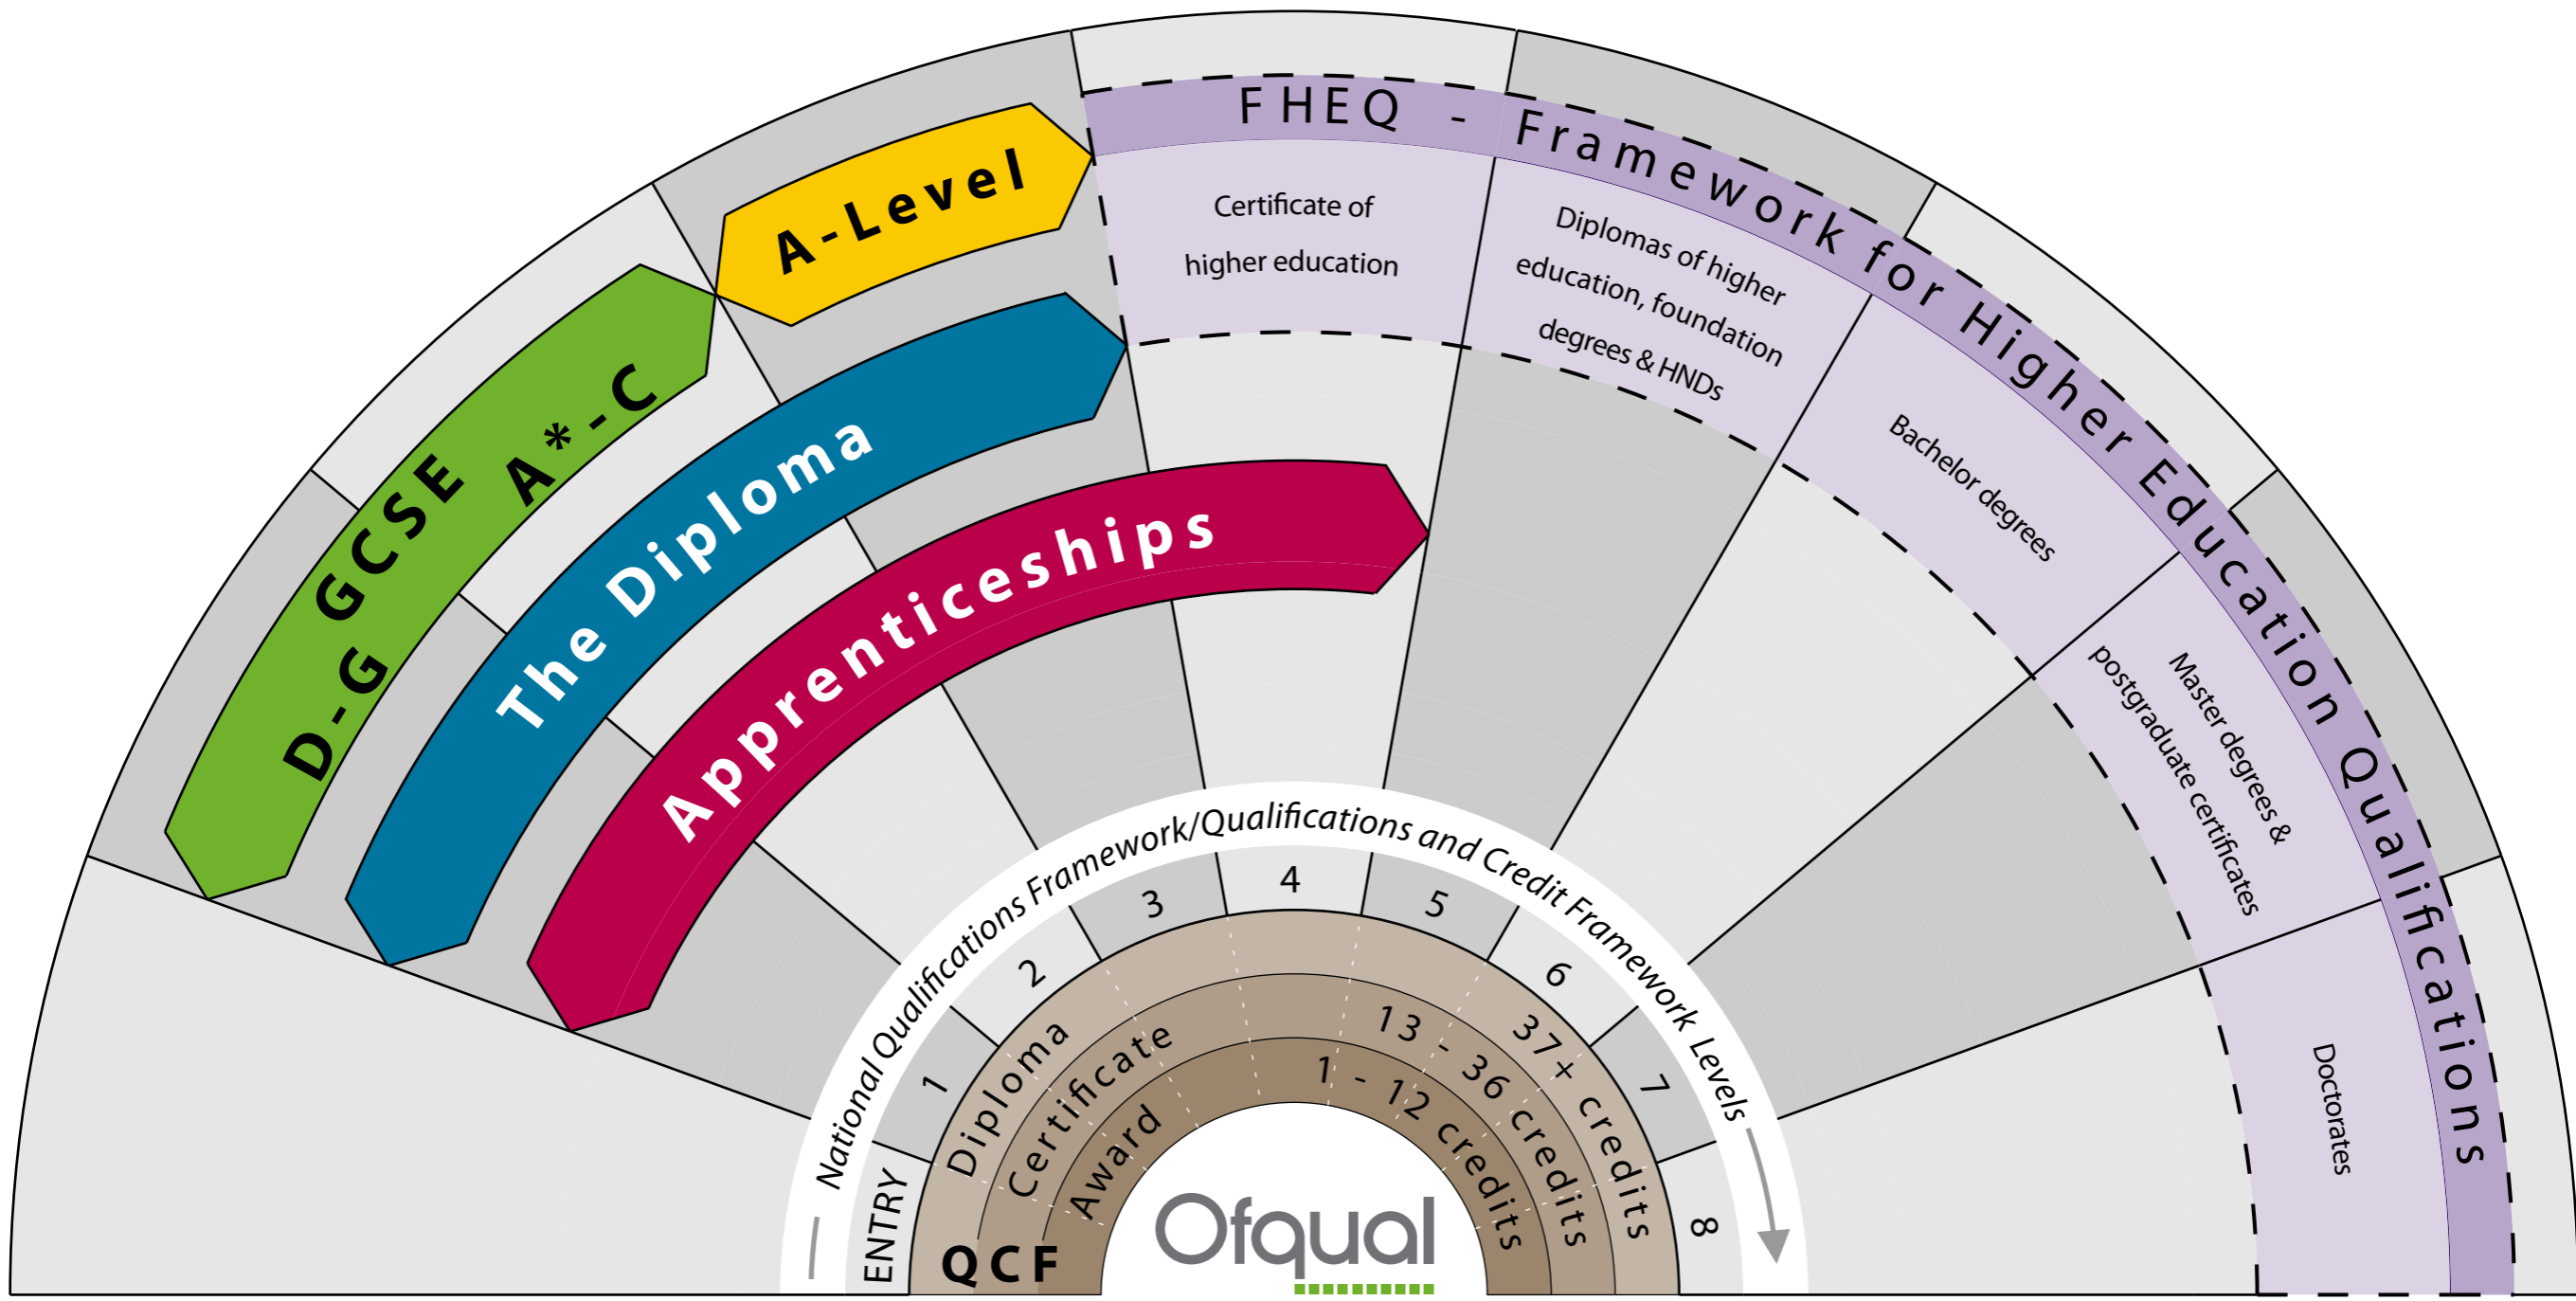 FHEQ - Framework for Higher Education Qualifications
A-Level
Certificate of
higher education
Diplomas of higher
education, foundation
degrees & HNDs
Bachelor degrees
Master degrees &
postgraduate certificates
Doctorates
GCSE
D-G A*-C
The Diploma
Apprenticeships
National Qualifications Framework/Qualifications and Credit Framework Levels
ENTRY
1
2
3
4
5
6
7
8
Diploma 37+ credits
Certificate 13 - 36 credits
Award 1 - 12 credits
QCF
Ofqual